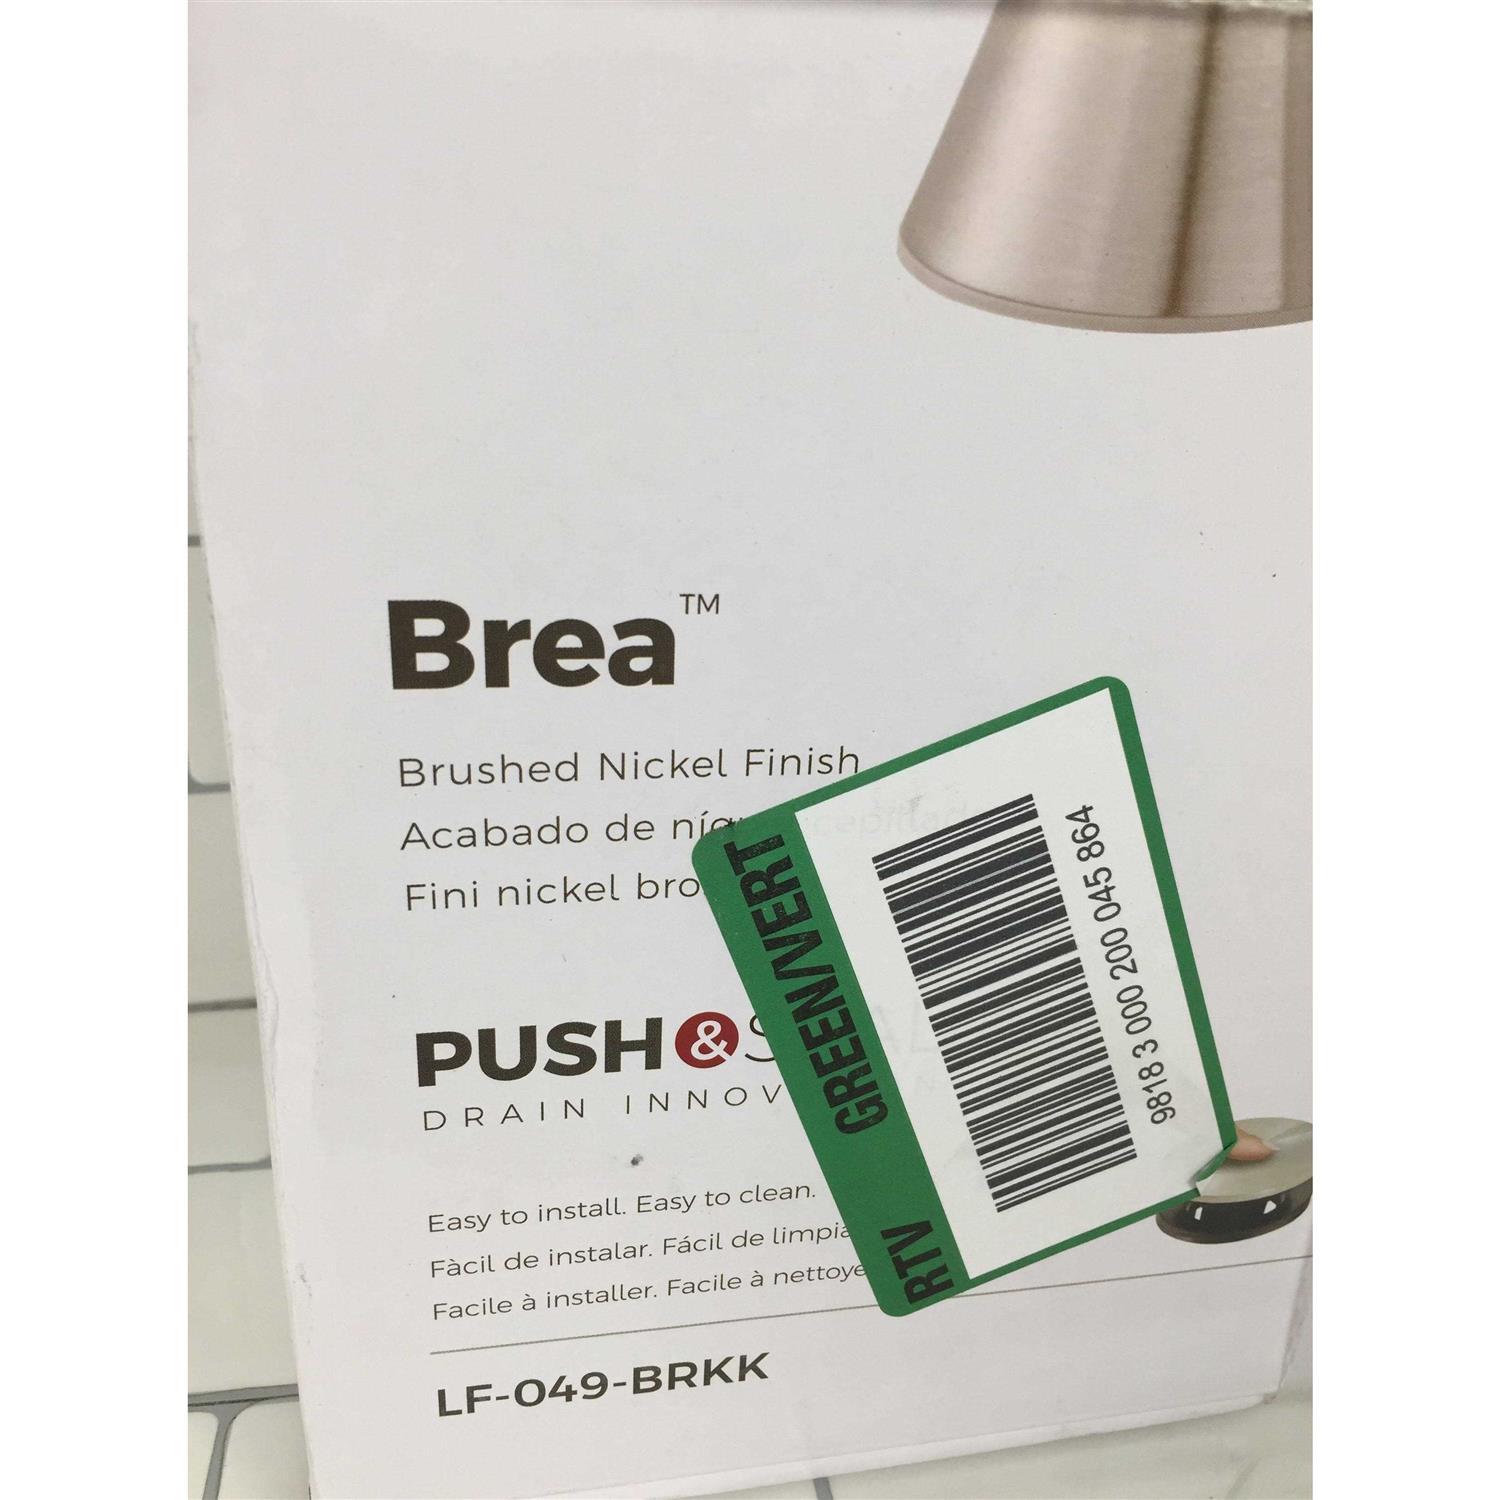 Brea™
Brushed Nickel Finish
Acabado de níq
Fini nickel bro
PUSH&S
DRAIN INNOV
Easy to install. Easy to clean.
Fàcil de instalar. Fácil de limpia
Facile à installer. Facile à nettoye
LF-049-BRKK
RTV GREEN/VERT
9818 3 000 200 045 864